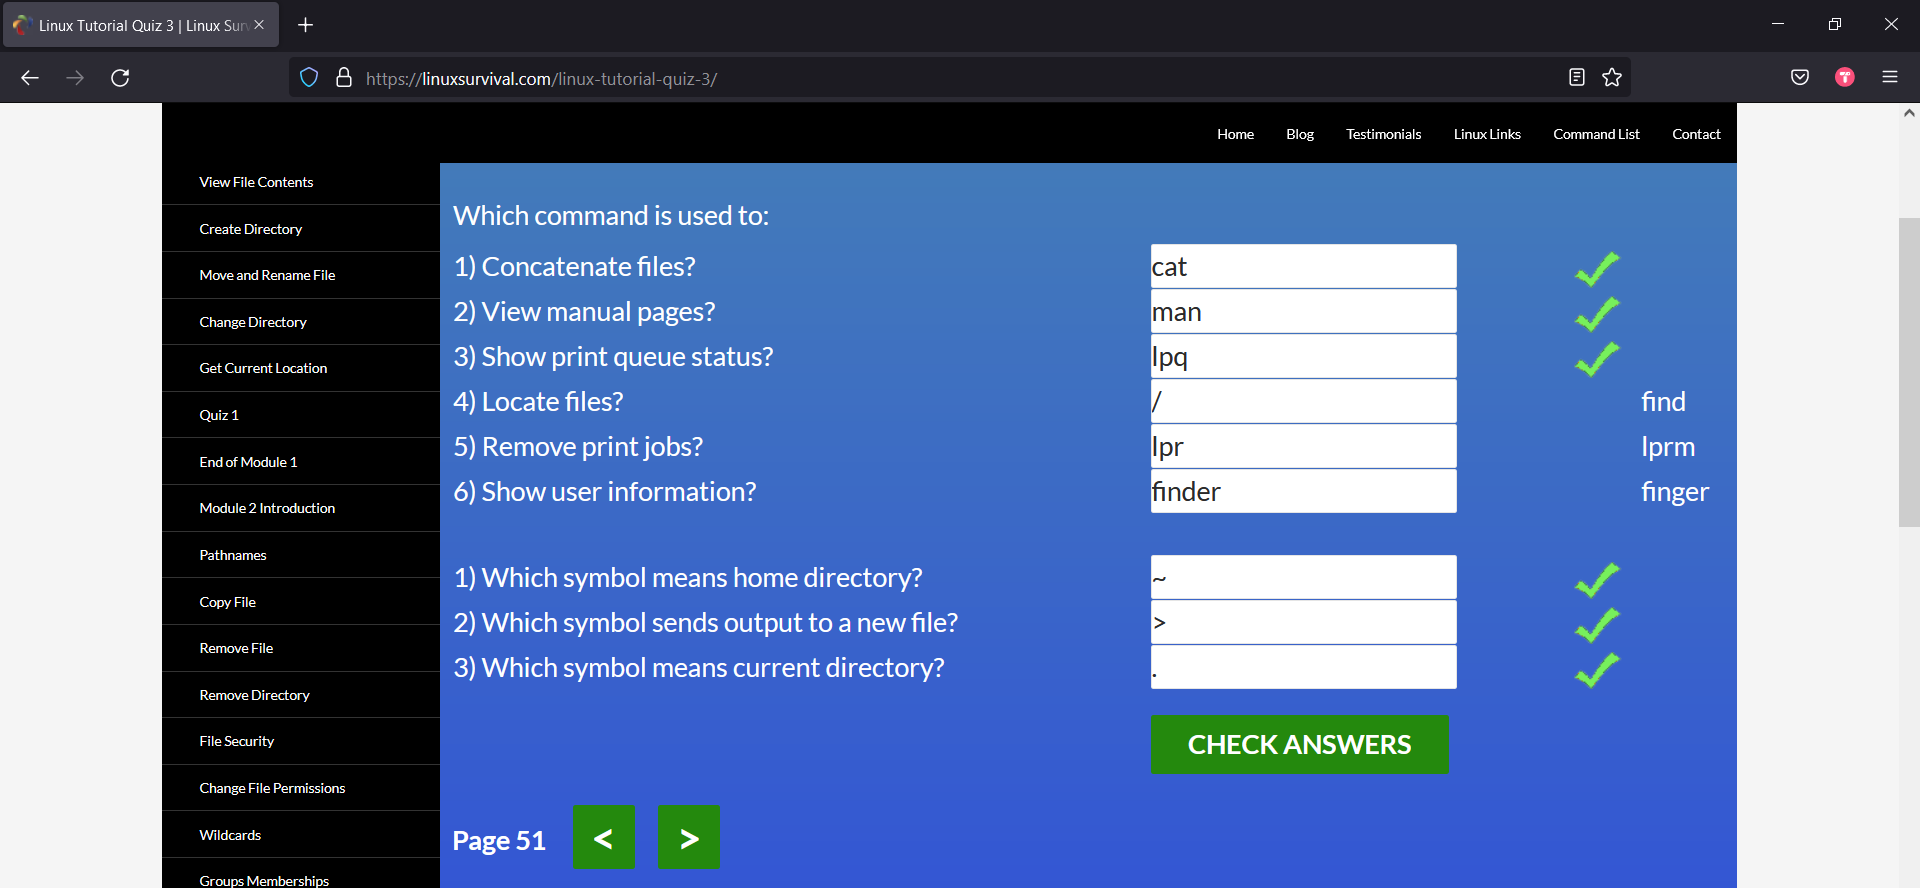 Linux Tutorial Quiz 3 | Linux Surv
https://linuxsurvival.com/linux-tutorial-quiz-3/
Home Blog Testimonials Linux Links Command List Contact
View File Contents
Create Directory
Move and Rename File
Change Directory
Get Current Location
Quiz 1
End of Module 1
Module 2 Introduction
Pathnames
Copy File
Remove File
Remove Directory
File Security
Change File Permissions
Wildcards
Groups Memberships
Which command is used to:
1) Concatenate files? cat
2) View manual pages? man
3) Show print queue status? lpq
4) Locate files? / find
5) Remove print jobs? lpr lprm
6) Show user information? finder finger
1) Which symbol means home directory? ~
2) Which symbol sends output to a new file? >
3) Which symbol means current directory? .
CHECK ANSWERS
Page 51 < >